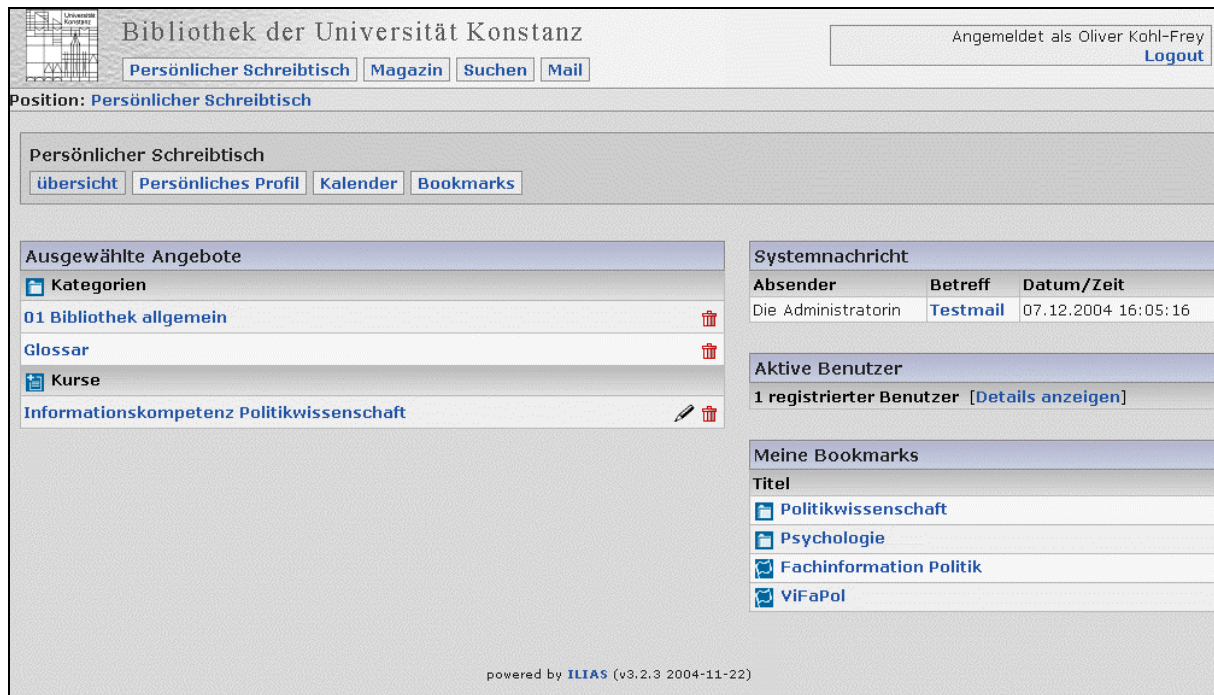 Universität
Konstanz
Bibliothek der Universität Konstanz
Angemeldet als Oliver Kohl-Frey
Logout
Persönlicher Schreibtisch Magazin Suchen Mail
Position: Persönlicher Schreibtisch
Persönlicher Schreibtisch
übersicht Persönliches Profil Kalender Bookmarks
Ausgewählte Angebote
Kategorien
01 Bibliothek allgemein
Glossar
Kurse
Informationskompetenz Politikwissenschaft
Systemnachricht
Absender Betreff Datum/Zeit
Die Administratorin Testmail 07.12.2004 16:05:16
Aktive Benutzer
1 registrierter Benutzer [Details anzeigen]
Meine Bookmarks
Titel
Politikwissenschaft
Psychologie
Fachinformation Politik
ViFaPol
powered by ILIAS (v3.2.3 2004-11-22)